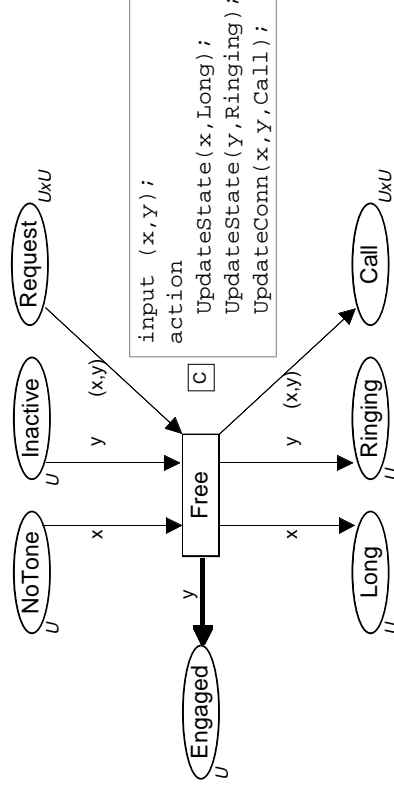 NoTone
Inactive
Request
U
U
UxU
x
y
(x,y)
input (x,y);
action
UpdateState(x,Long);
UpdateState(y,Ringing);
UpdateConn(x,y,Call);
C
Free
y
Engaged
U
x
y
(x,y)
Long
Ringing
Call
U
U
UxU